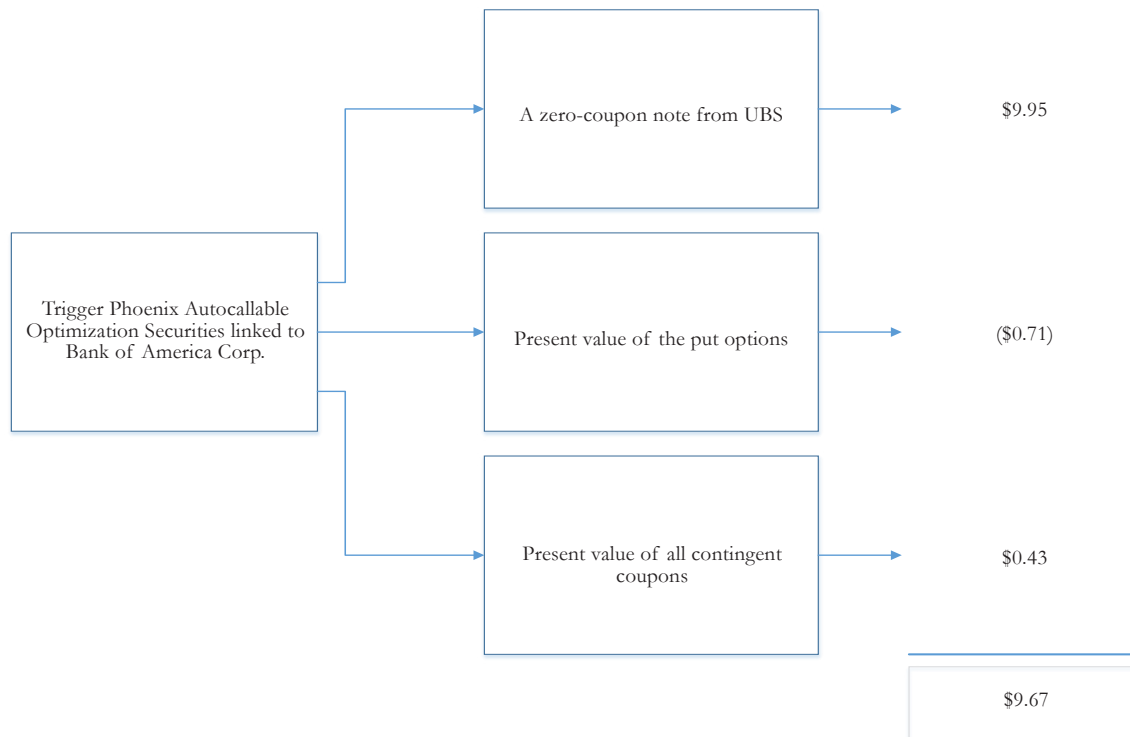 A zero-coupon note from UBS
$9.95
Trigger Phoenix Autocallable
Optimization Securities linked to
Bank of America Corp.
Present value of the put options
($0.71)
Present value of all contingent
coupons
$0.43
$9.67